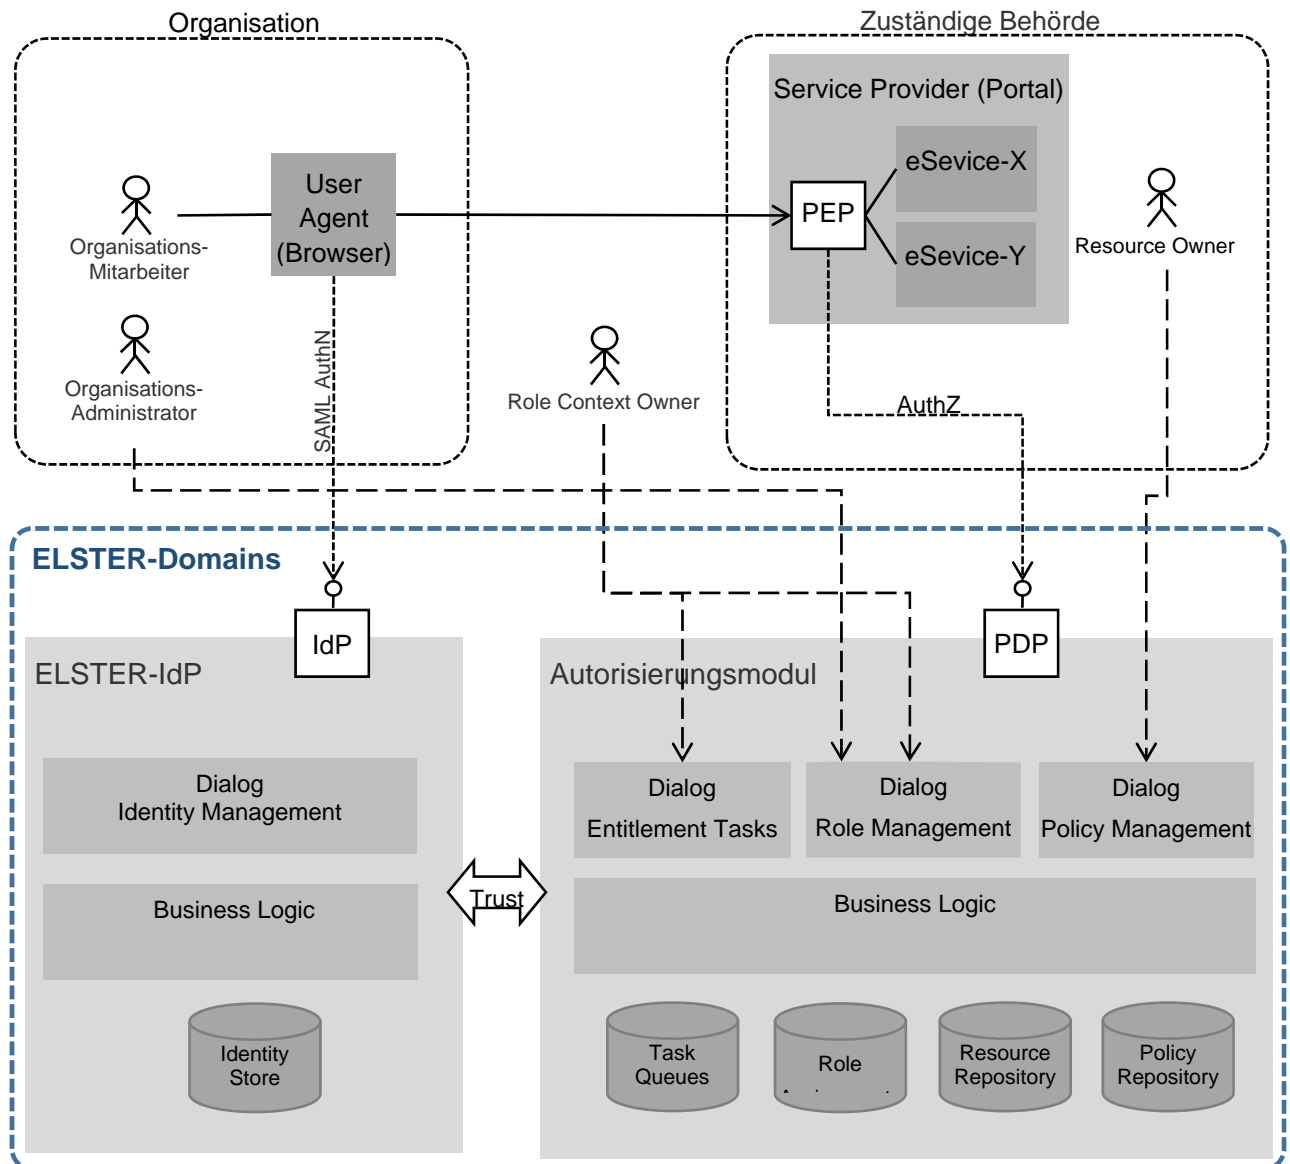 Organisation
Zuständige Behörde
Service Provider (Portal)
eSevice-X
User
Agent
(Browser)
PEP
eSevice-Y
Organisations-
Mitarbeiter
Resource Owner
SAML AuthN
Organisations-
Administrator
Role Context Owner
AuthZ
ELSTER-Domains
IdP
PDP
ELSTER-IdP
Autorisierungsmodul
Dialog
Identity Management
Dialog
Entitlement Tasks
Dialog
Role Management
Dialog
Policy Management
Trust
Business Logic
Business Logic
Identity
Store
Task
Queues
Role
Resource
Repository
Policy
Repository